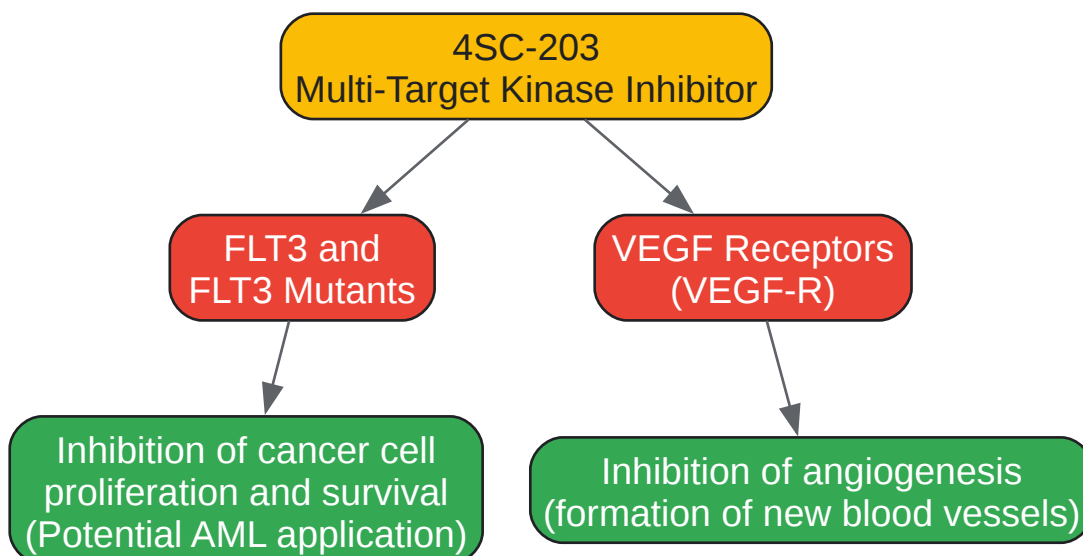 4SC-203
Multi-Target Kinase Inhibitor
FLT3 and
FLT3 Mutants
VEGF Receptors
(VEGF-R)
Inhibition of cancer cell
proliferation and survival
(Potential AML application)
Inhibition of angiogenesis
(formation of new blood vessels)